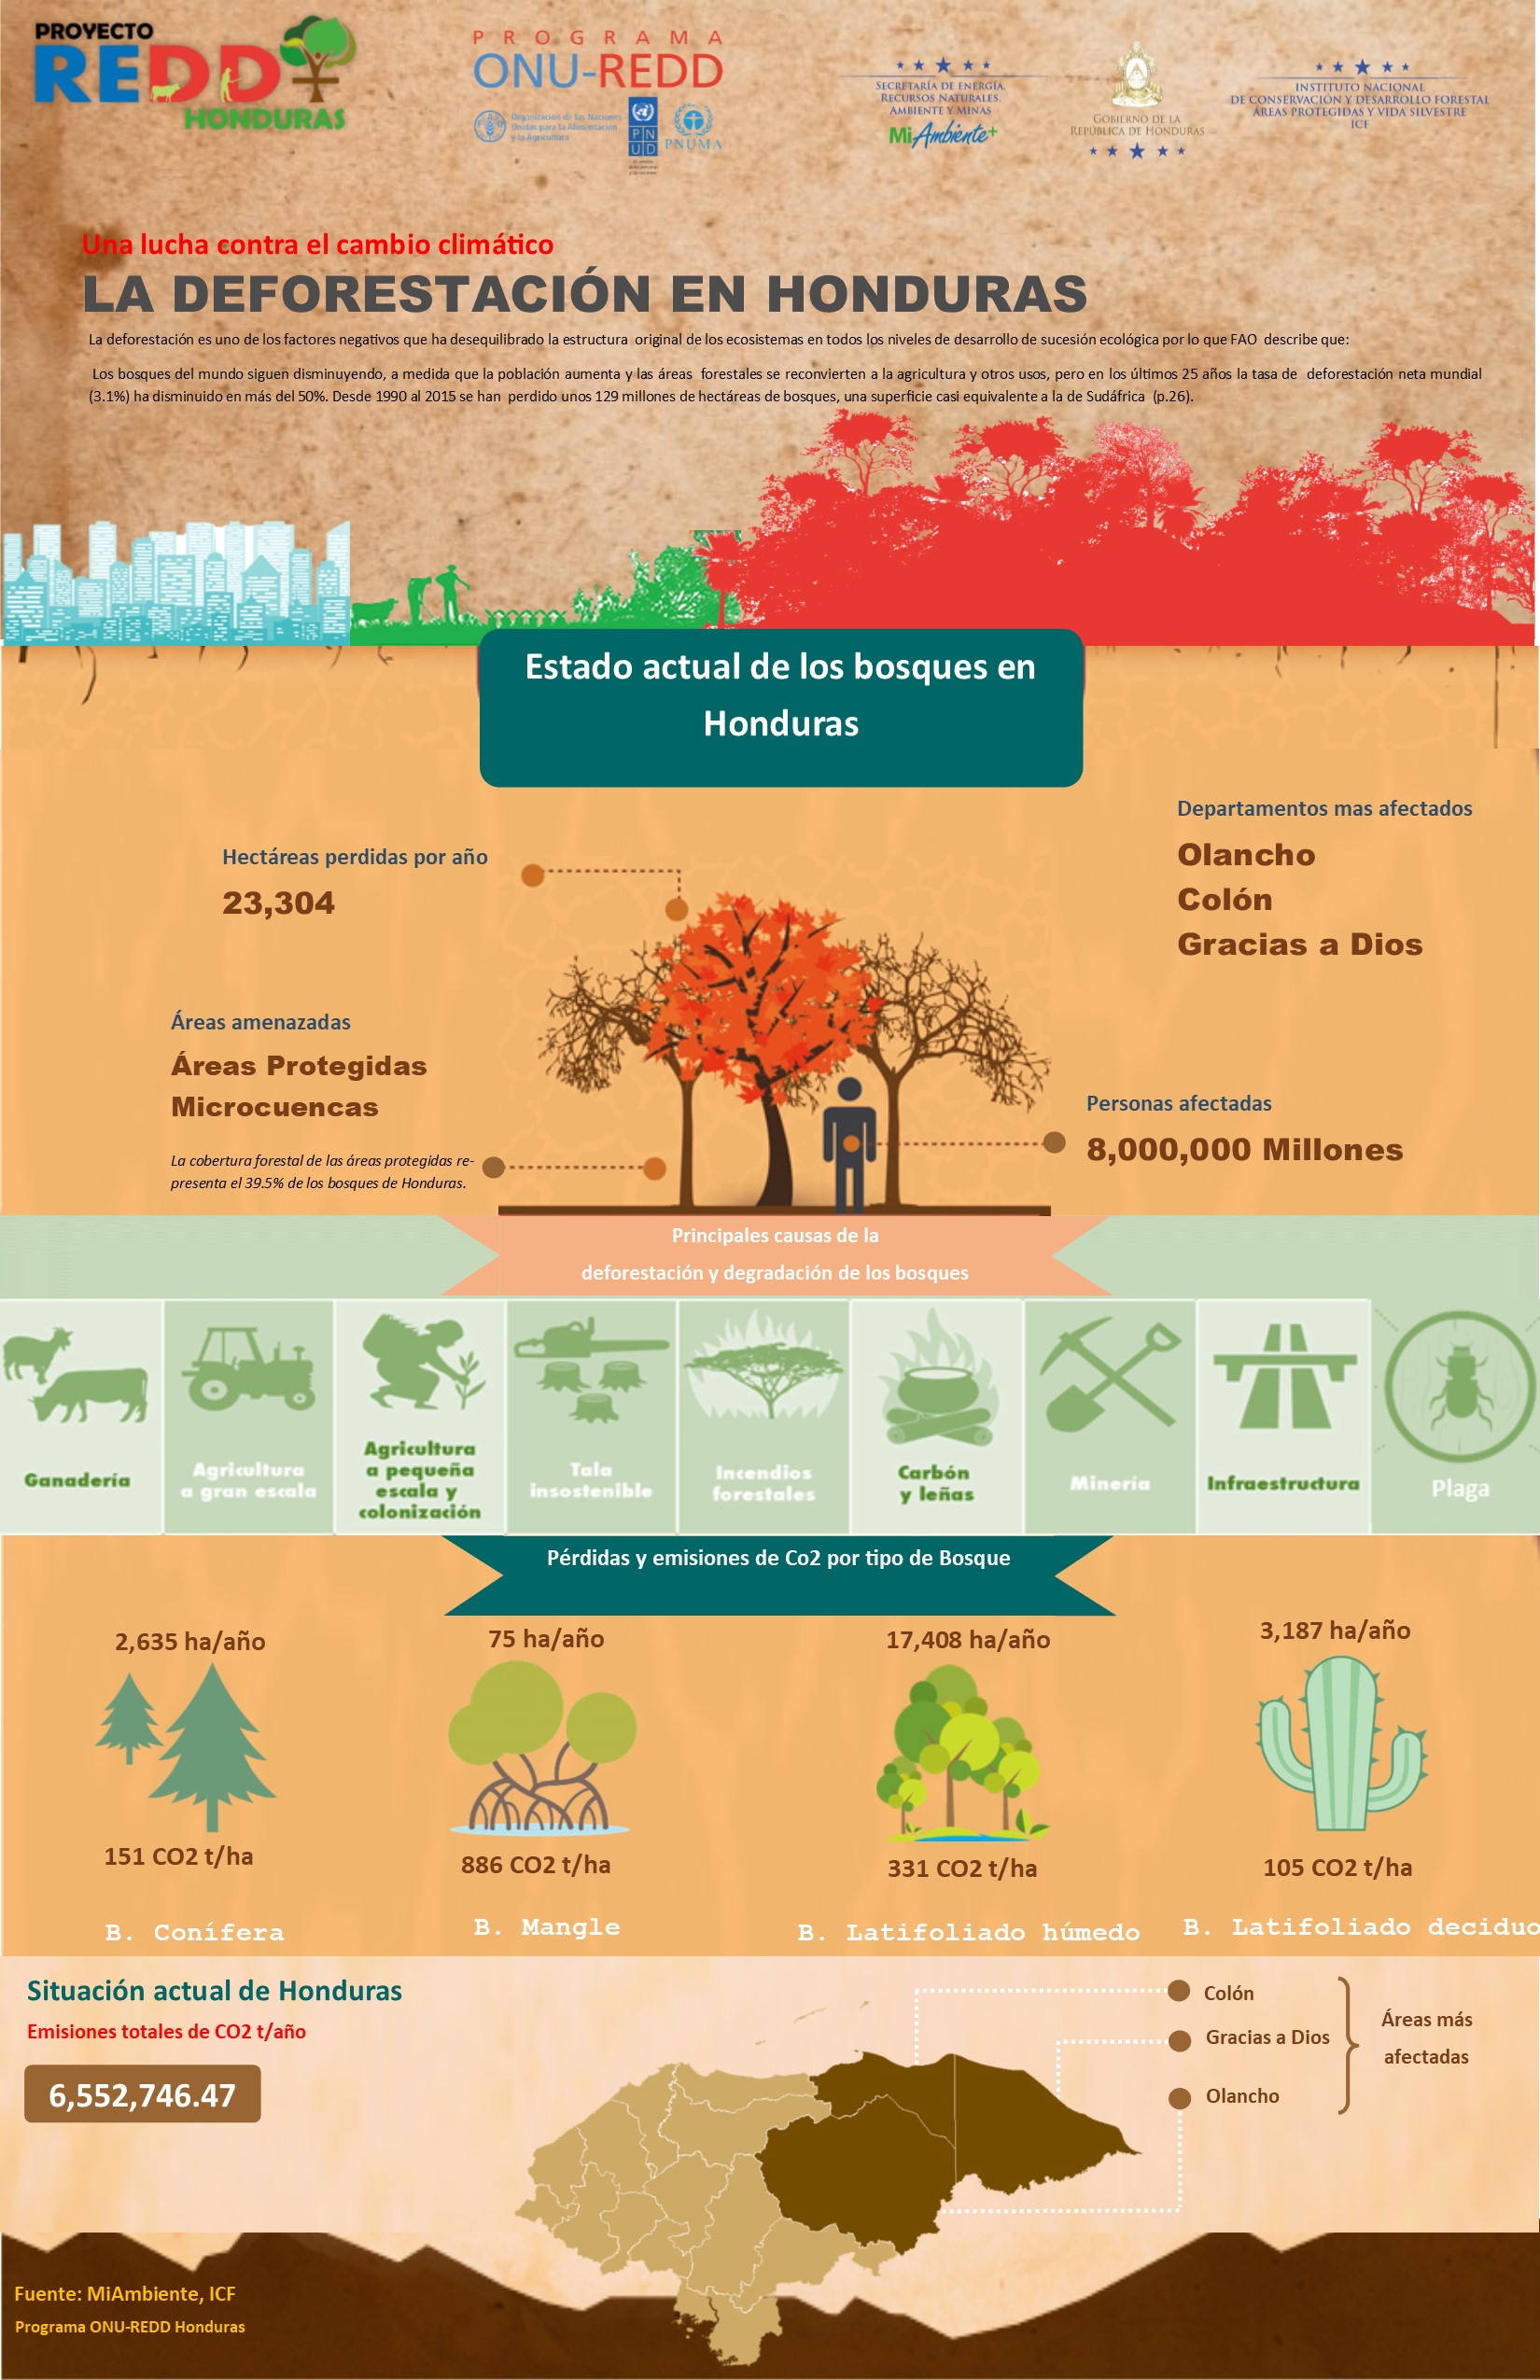 PROYECTO
REDD+
HONDURAS
PROGRAMA
ONU-REDD
FAO
Organización de las Naciones
Unidas para la Alimentación
y la Agricultura
PN
UD
PNUMA
SECRETARÍA DE ENERGÍA,
RECURSOS NATURALES,
AMBIENTE Y MINAS
MiAmbiente+
GOBIERNO DE LA
REPÚBLICA DE HONDURAS
INSTITUTO NACIONAL
DE CONSERVACIÓN Y DESARROLLO FORESTAL
ÁREAS PROTEGIDAS Y VIDA SILVESTRE
ICF
Una lucha contra el cambio climático
LA DEFORESTACIÓN EN HONDURAS
La deforestación es uno de los factores negativos que ha desequilibrado la estructura original de los ecosistemas en todos los niveles de desarrollo de sucesión ecológica por lo que FAO describe que:
Los bosques del mundo siguen disminuyendo, a medida que la población aumenta y las áreas forestales se reconvierten a la agricultura y otros usos, pero en los últimos 25 años la tasa de deforestación neta mundial
(3.1%) ha disminuido en más del 50%. Desde 1990 al 2015 se han perdido unos 129 millones de hectáreas de bosques, una superficie casi equivalente a la de Sudáfrica (p.26).
Estado actual de los bosques en
Honduras
Hectáreas perdidas por año
23,304
Departamentos mas afectados
Olancho
Colón
Gracias a Dios
Áreas amenazadas
Áreas Protegidas
Microcuencas
La cobertura forestal de las áreas protegidas re-
presenta el 39.5% de los bosques de Honduras.
Personas afectadas
8,000,000 Millones
Principales causas de la
deforestación y degradación de los bosques
Ganadería
Agricultura
a gran escala
Agricultura
a pequeña
escala y
colonización
Tala
insostenible
Incendios
forestales
Carbón
y leñas
Minería
Infraestructura
Plaga
Pérdidas y emisiones de Co2 por tipo de Bosque
2,635 ha/año
75 ha/año
17,408 ha/año
3,187 ha/año
151 CO2 t/ha
886 CO2 t/ha
331 CO2 t/ha
105 CO2 t/ha
B. Conífera
B. Mangle
B. Latifoliado húmedo
B. Latifoliado deciduo
Situación actual de Honduras
Emisiones totales de CO2 t/año
6,552,746.47
Colón
Gracias a Dios
Olancho
Áreas más
afectadas
Fuente: MiAmbiente, ICF
Programa ONU-REDD Honduras